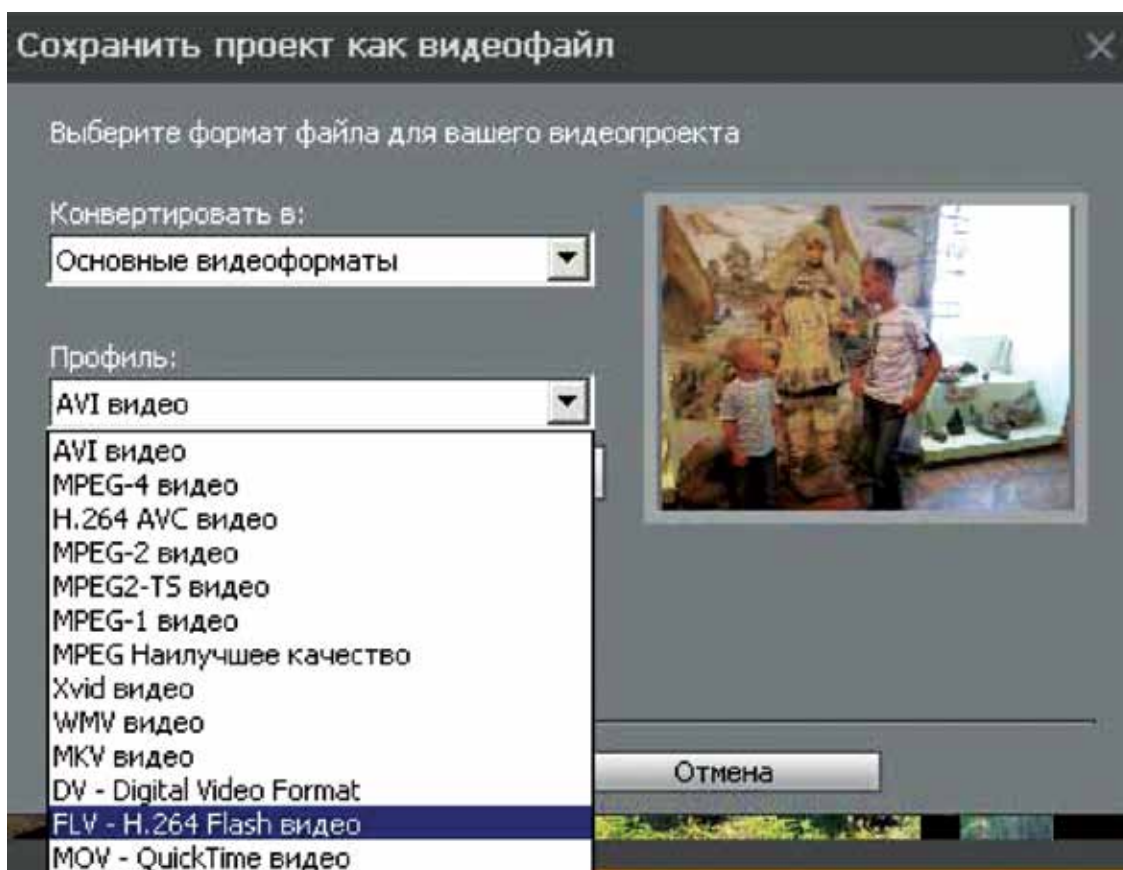 Сохранить проект как видеофайл
Выберите формат файла для вашего видеопроекта
Конвертировать в:
Основные видеоформаты
Профиль:
AVI видео
AVI видео
MPEG-4 видео
H.264 AVC видео
MPEG-2 видео
MPEG2-TS видео
MPEG-1 видео
MPEG Наилучшее качество
Xvid видео
WMV видео
MKV видео
DV - Digital Video Format
FLV - H.264 Flash видео
MOV - QuickTime видео
Отмена